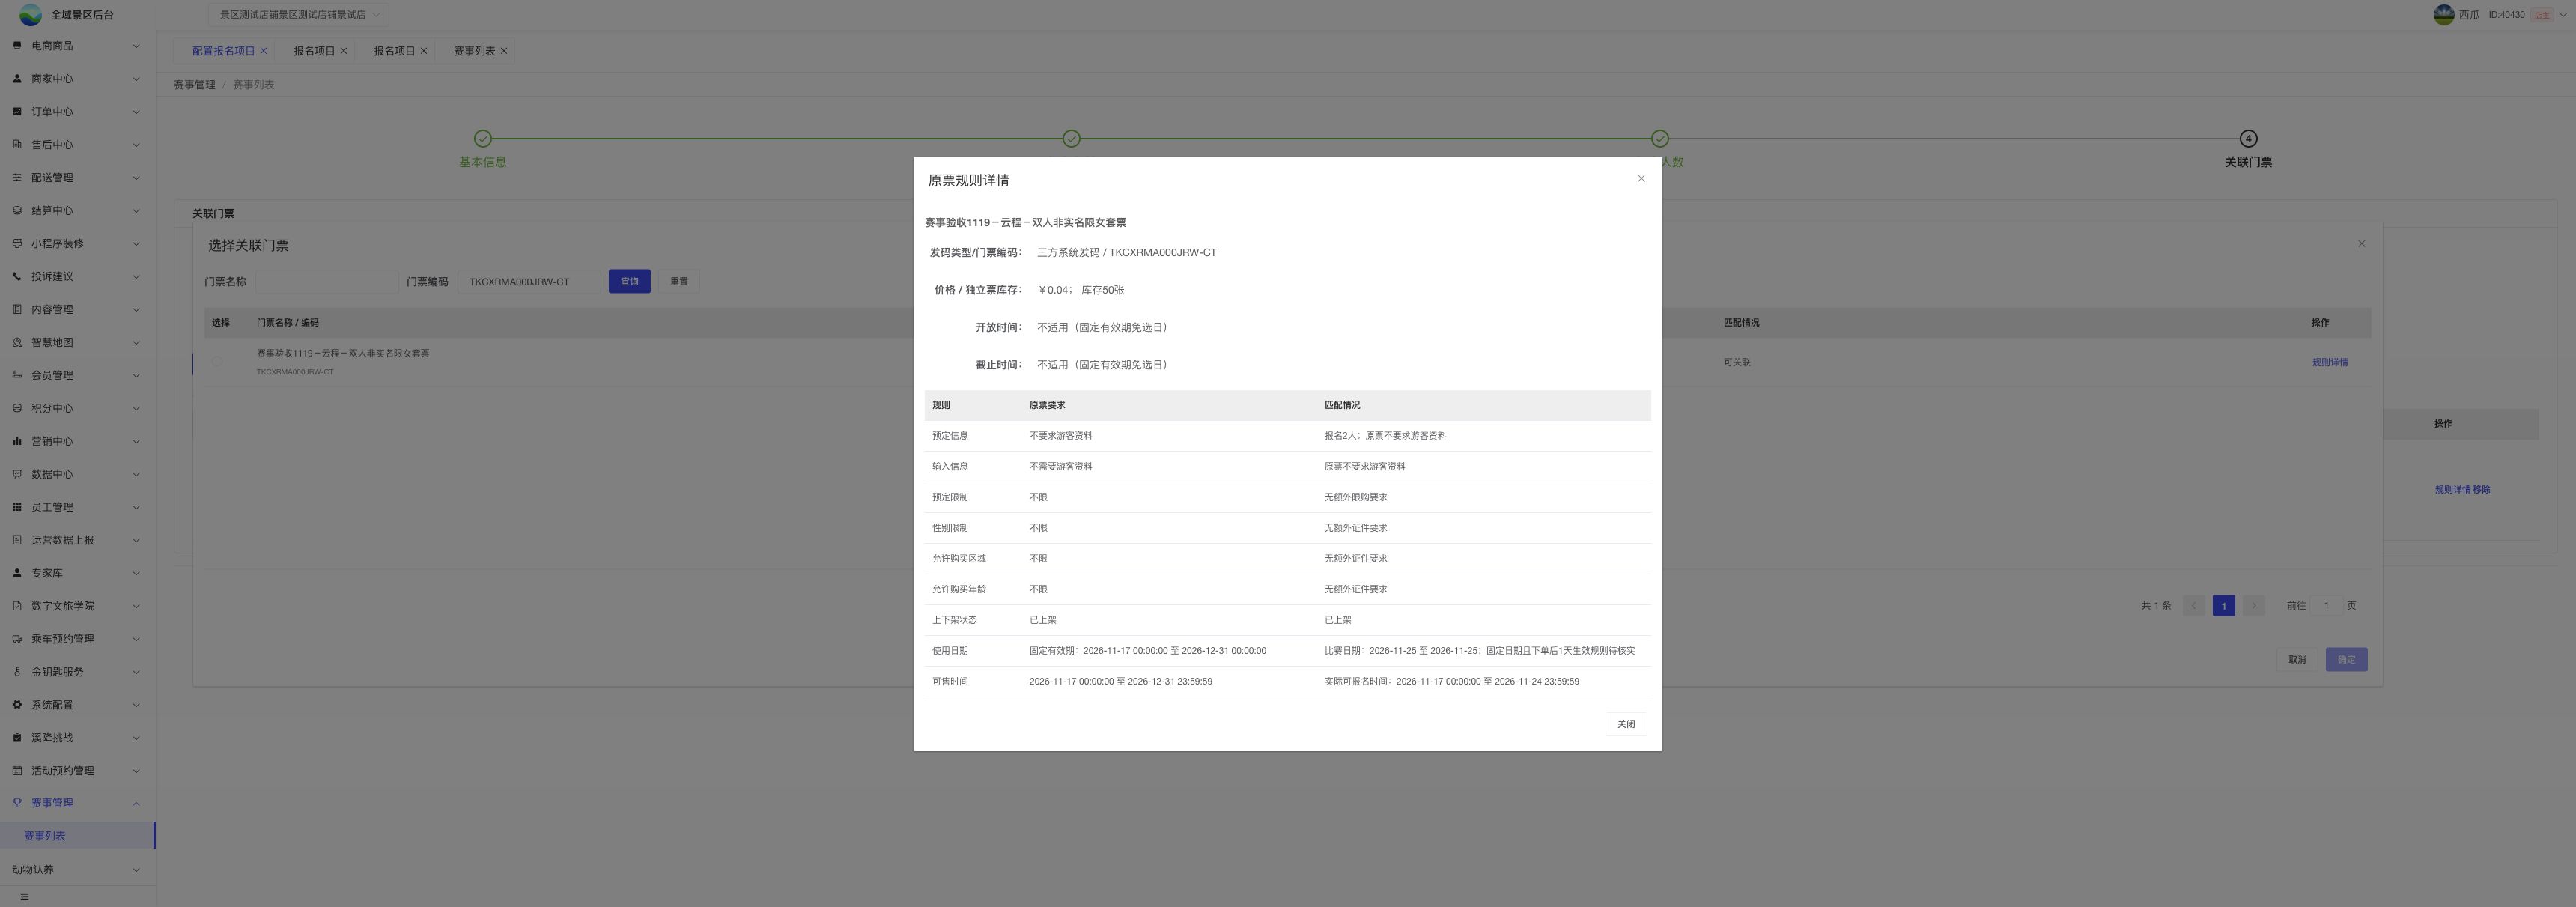 全域景区后台
景区测试店铺景区测试店铺景试店
西瓜 ID:40430 店主
电商商品
商家中心
订单中心
售后中心
配送管理
结算中心
小程序装修
投诉建议
内容管理
智慧地图
会员管理
积分中心
营销中心
数据中心
员工管理
运营数据上报
专家库
数字文旅学院
乘车预约管理
金钥匙服务
系统配置
溪降挑战
活动预约管理
赛事管理
赛事列表
动物认养
配置报名项目 报名项目 报名项目 赛事列表
赛事管理 / 赛事列表
基本信息
人数
4
关联门票
关联门票
选择关联门票
门票名称 门票编码 TKCXRMA000JRW-CT 查询 重置
选择 门票名称 / 编码 匹配情况 操作
赛事验收1119－云程－双人非实名限女套票
TKCXRMA000JRW-CT
可关联 规则详情
操作
规则详情 移除
共 1 条 1 前往 1 页
取消 确定
原票规则详情
赛事验收1119－云程－双人非实名限女套票
发码类型/门票编码： 三方系统发码 / TKCXRMA000JRW-CT
价格 / 独立票库存： ￥0.04； 库存50张
开放时间： 不适用（固定有效期免选日）
截止时间： 不适用（固定有效期免选日）
规则 原票要求 匹配情况
预定信息 不要求游客资料 报名2人；原票不要求游客资料
输入信息 不需要游客资料 原票不要求游客资料
预定限制 不限 无额外限购要求
性别限制 不限 无额外证件要求
允许购买区域 不限 无额外证件要求
允许购买年龄 不限 无额外证件要求
上下架状态 已上架 已上架
使用日期 固定有效期：2026-11-17 00:00:00 至 2026-12-31 00:00:00 比赛日期：2026-11-25 至 2026-11-25；固定日期且下单后1天生效规则待核实
可售时间 2026-11-17 00:00:00 至 2026-12-31 23:59:59 实际可报名时间：2026-11-17 00:00:00 至 2026-11-24 23:59:59
关闭